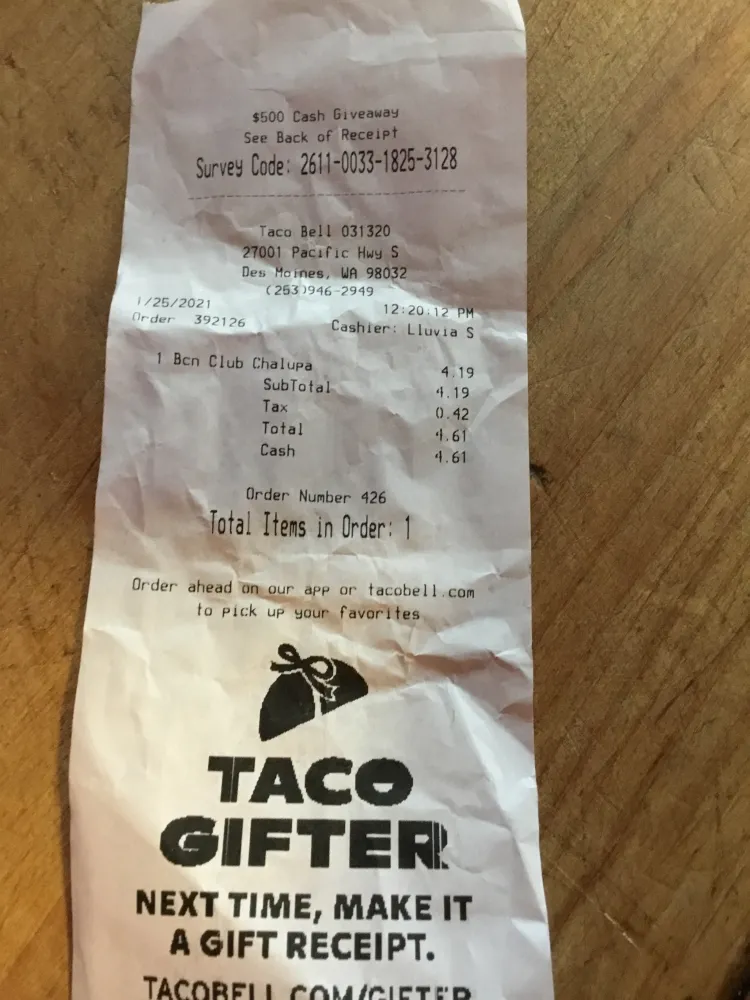 $500 Cash Giveaway
See Back of Receipt
Survey Code: 2611-0033-1825-3128
Taco Bell 031320
27001 Pacific Hwy S
Des Moines, WA 98032
(253)946-2949
1/25/2021 12:20:12 PM
Order 392126 Cashier: Lluvia S
1 Bcn Club Chalupa 4.19
SubTotal 4.19
Tax 0.42
Total 4.61
Cash 4.61
Order Number 426
Total Items in Order: 1
Order ahead on our app or tacobell.com
to pick up your favorites
TACO
GIFTER
NEXT TIME, MAKE IT
A GIFT RECEIPT.
TACOBELL.COM/GIFTER